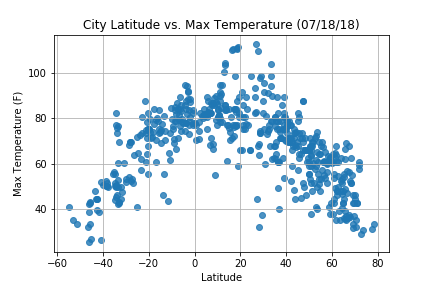 City Latitude vs. Max Temperature (07/18/18)
Max Temperature (F)
100
80
60
40
−60 −40 −20 0 20 40 60 80
Latitude